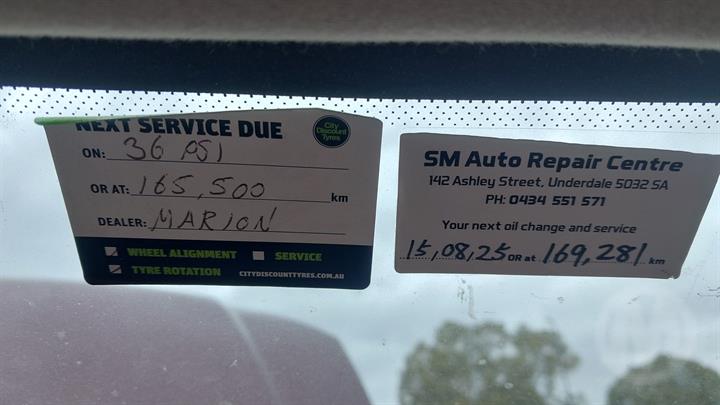 NEXT SERVICE DUE
City Discount Tyres
ON: 36 PSI
OR AT: 165,500 km
DEALER: MARION
WHEEL ALIGNMENT SERVICE
TYRE ROTATION CITYDISCOUNTTYRES.COM.AU
SM Auto Repair Centre
142 Ashley Street, Underdale 5032 SA
PH: 0434 551 571
Your next oil change and service
15,08,25 OR at 169,281 km